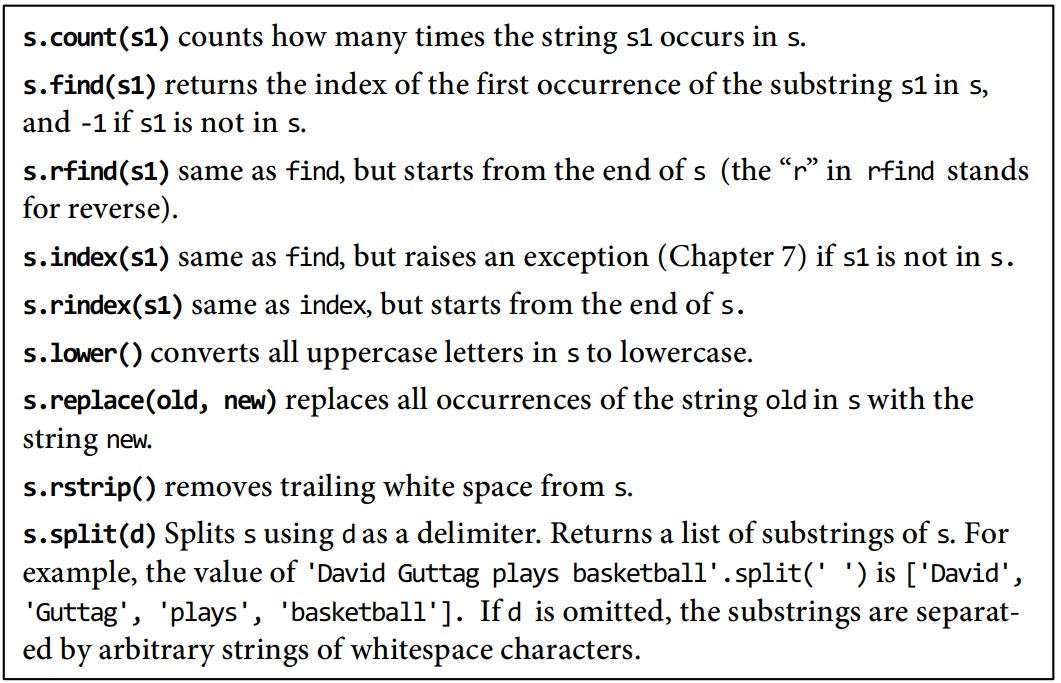 s.count(s1) counts how many times the string s1 occurs in s.
s.find(s1) returns the index of the first occurrence of the substring s1 in s,
and -1 if s1 is not in s.
s.rfind(s1) same as find, but starts from the end of s (the “r” in rfind stands
for reverse).
s.index(s1) same as find, but raises an exception (Chapter 7) if s1 is not in s.
s.rindex(s1) same as index, but starts from the end of s.
s.lower() converts all uppercase letters in s to lowercase.
s.replace(old, new) replaces all occurrences of the string old in s with the
string new.
s.rstrip() removes trailing white space from s.
s.split(d) Splits s using d as a delimiter. Returns a list of substrings of s. For
example, the value of 'David Guttag plays basketball'.split(' ') is ['David',
'Guttag', 'plays', 'basketball']. If d is omitted, the substrings are separat-
ed by arbitrary strings of whitespace characters.